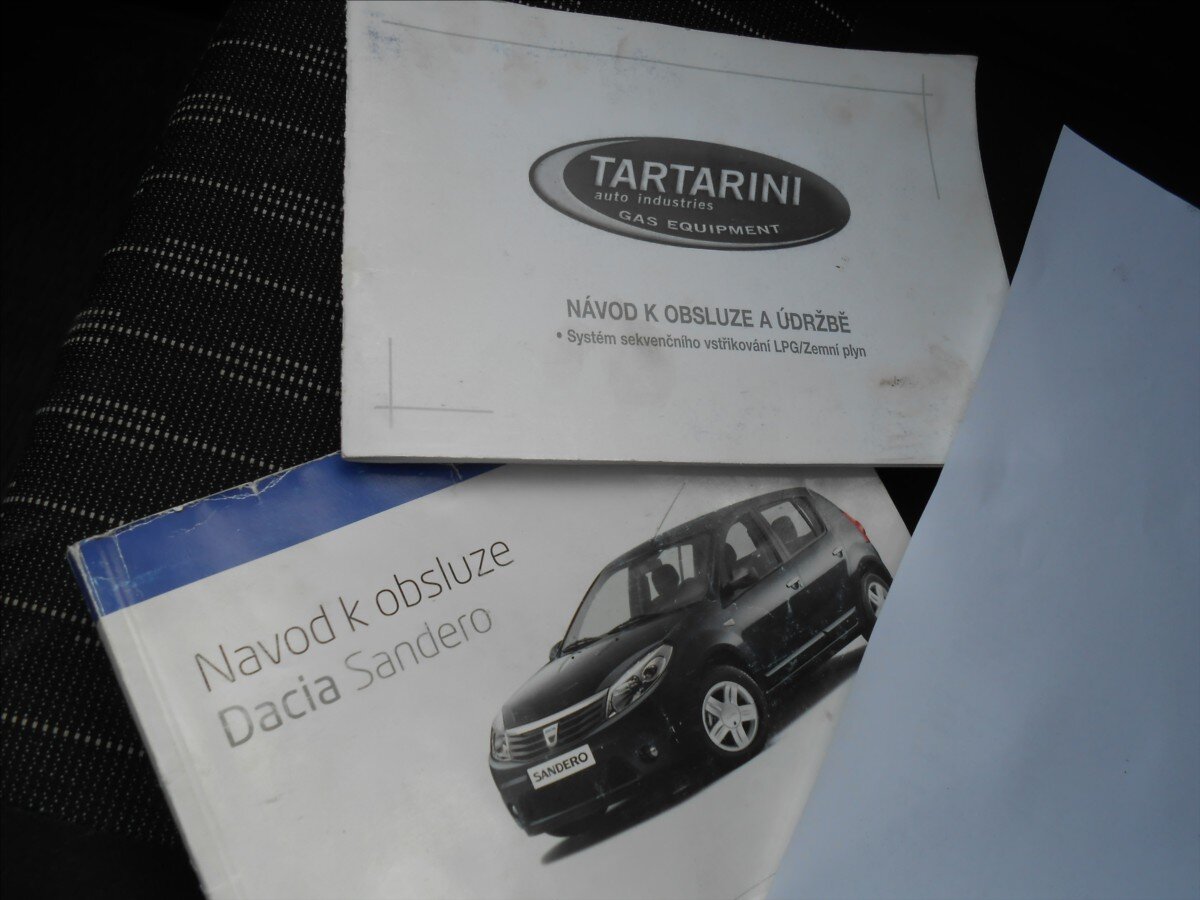 TARTARINI
auto industries
GAS EQUIPMENT
NÁVOD K OBSLUZE A ÚDRŽBĚ
• Systém sekvenčního vstřikování LPG/Zemní plyn
Navod k obsluze
Dacia Sandero
SANDERO